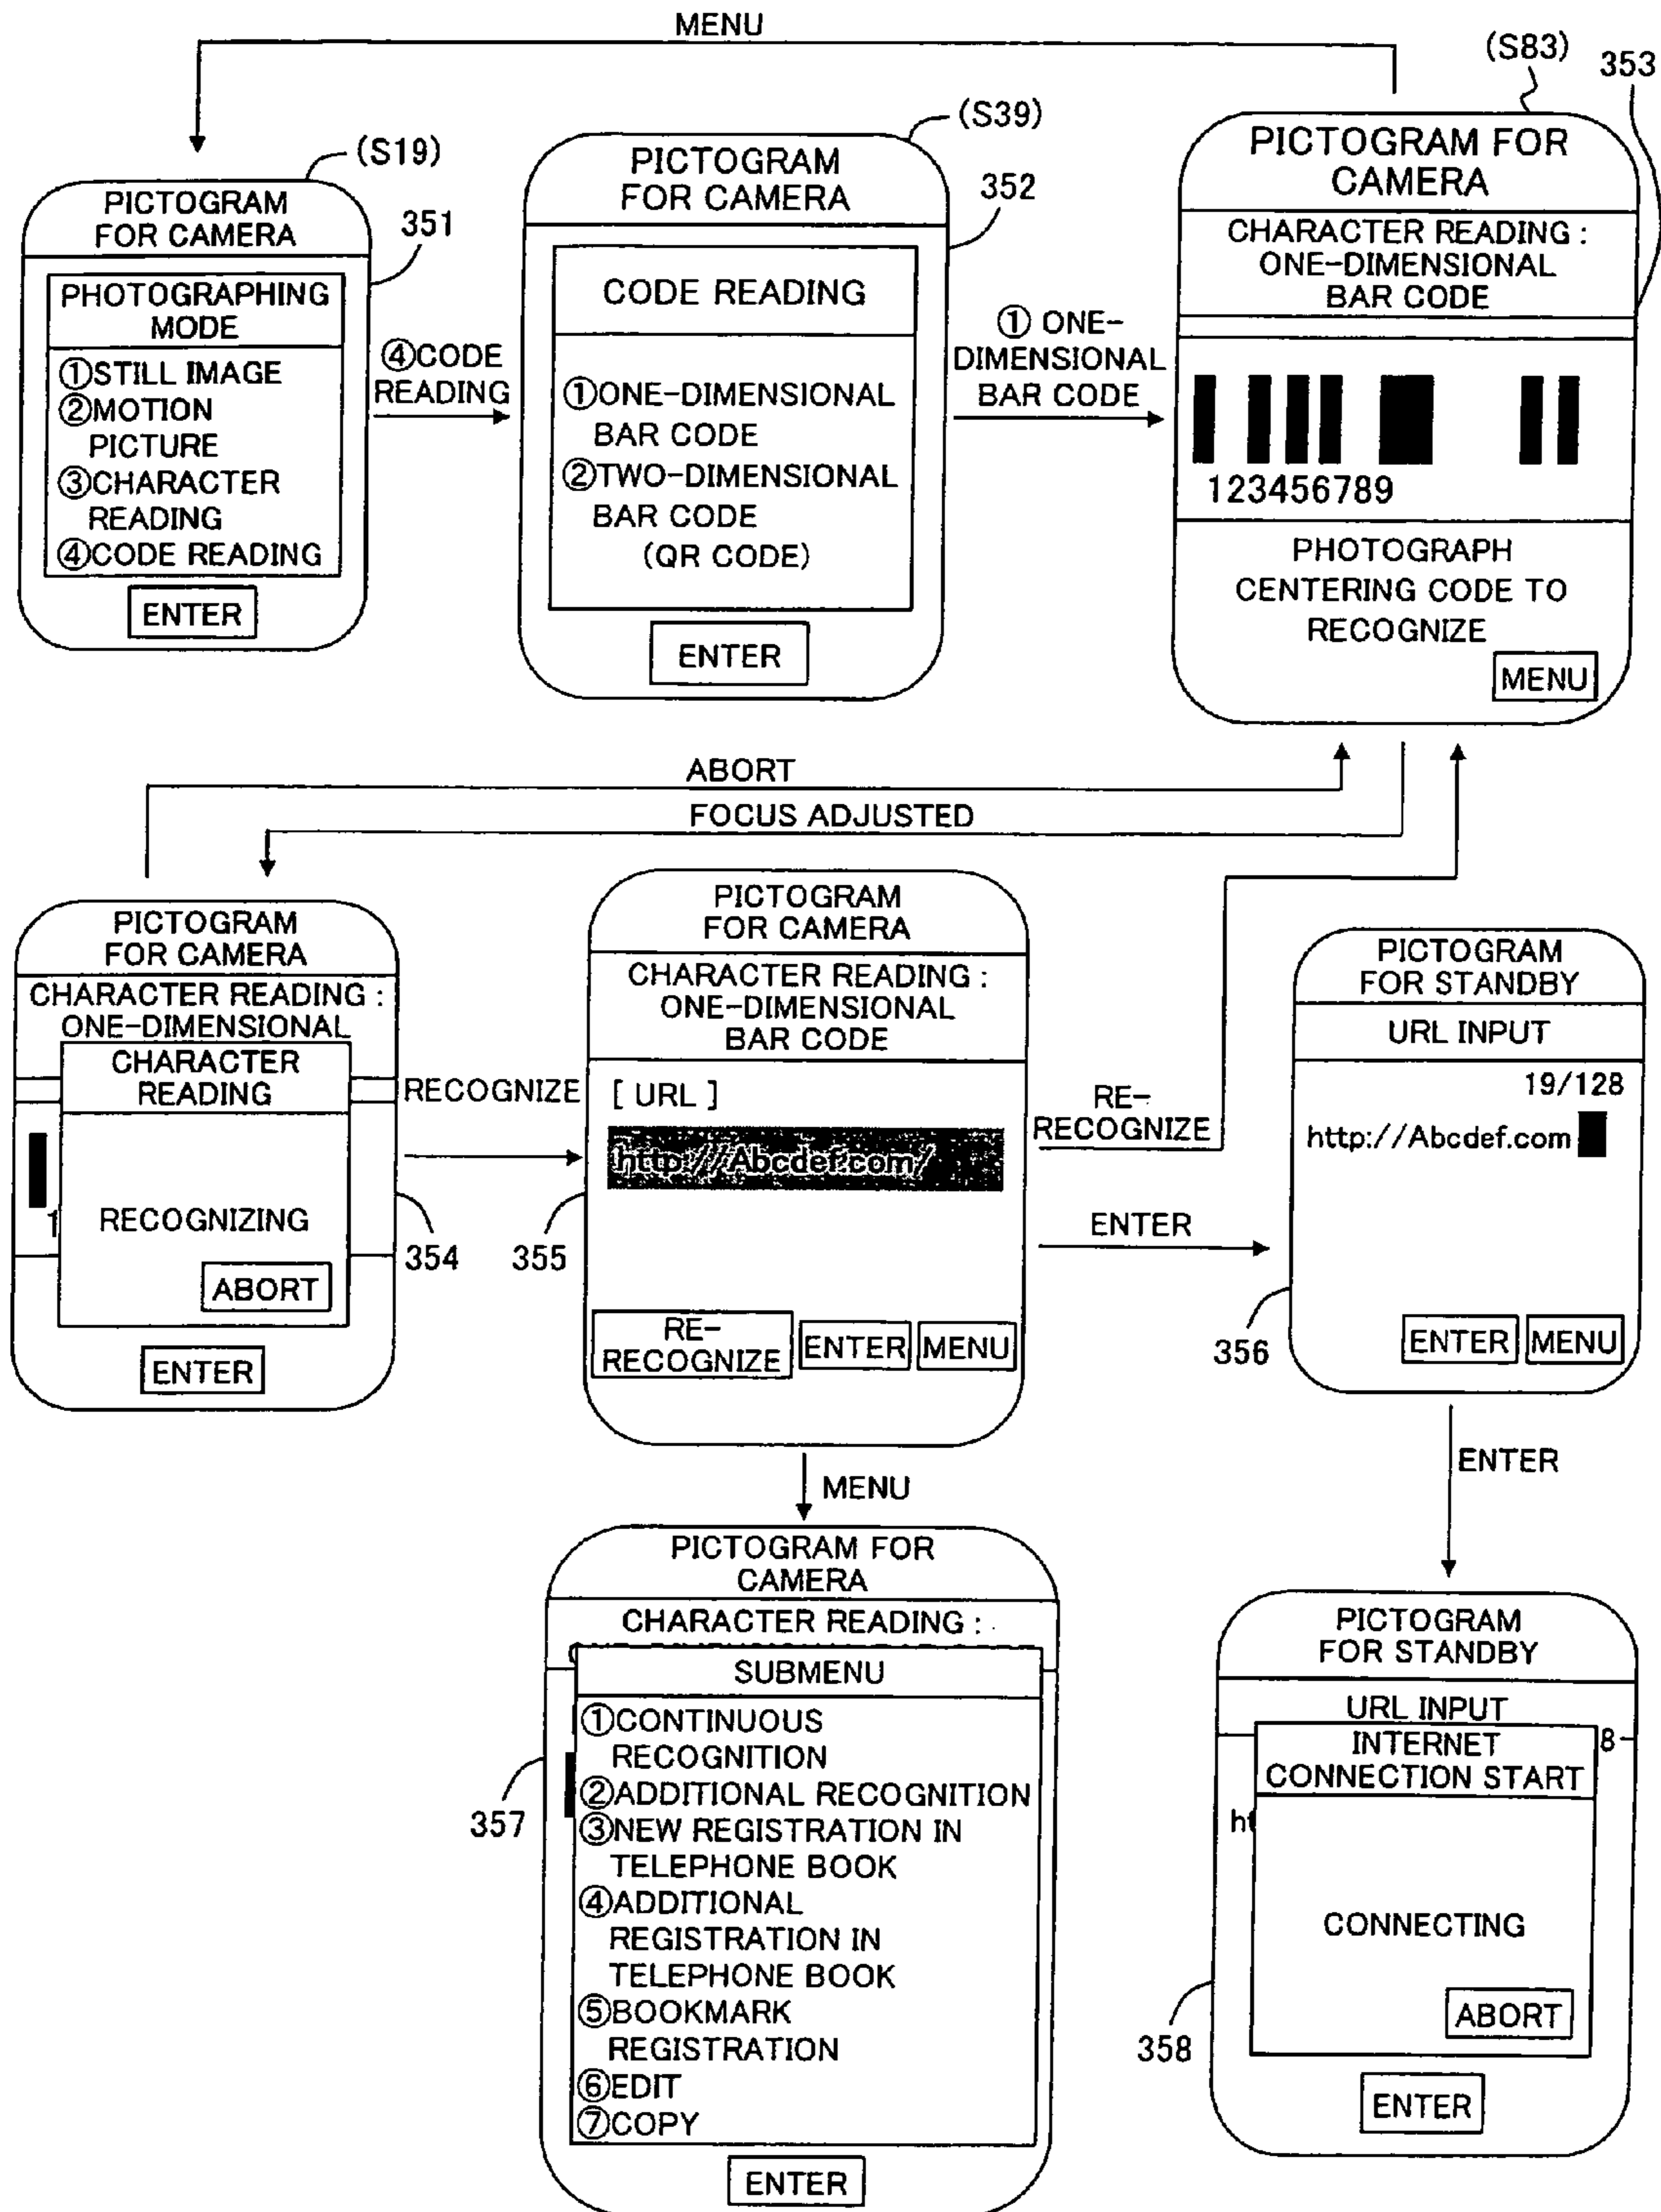 MENU
(S19)
PICTOGRAM
FOR CAMERA
351
PHOTOGRAPHING
MODE
①STILL IMAGE
②MOTION
PICTURE
③CHARACTER
READING
④CODE READING
ENTER
④CODE
READING
(S39)
PICTOGRAM
FOR CAMERA
352
CODE READING
①ONE-DIMENSIONAL
BAR CODE
②TWO-DIMENSIONAL
BAR CODE
(QR CODE)
ENTER
① ONE-
DIMENSIONAL
BAR CODE
(S83)
353
PICTOGRAM FOR
CAMERA
CHARACTER READING :
ONE-DIMENSIONAL
BAR CODE
123456789
PHOTOGRAPH
CENTERING CODE TO
RECOGNIZE
MENU
ABORT
FOCUS ADJUSTED
PICTOGRAM
FOR CAMERA
CHARACTER READING :
ONE-DIMENSIONAL
CHARACTER
READING
1
RECOGNIZING
ABORT
ENTER
354
RECOGNIZE
PICTOGRAM
FOR CAMERA
CHARACTER READING :
ONE-DIMENSIONAL
BAR CODE
[ URL ]
http://Abcdef.com/
355
RE-
RECOGNIZE
ENTER
MENU
RE-
RECOGNIZE
ENTER
PICTOGRAM
FOR STANDBY
URL INPUT
19/128
http://Abcdef.com
356
ENTER
MENU
MENU
ENTER
PICTOGRAM FOR
CAMERA
CHARACTER READING :
SUBMENU
①CONTINUOUS
RECOGNITION
②ADDITIONAL RECOGNITION
③NEW REGISTRATION IN
TELEPHONE BOOK
④ADDITIONAL
REGISTRATION IN
TELEPHONE BOOK
⑤BOOKMARK
REGISTRATION
⑥EDIT
⑦COPY
ENTER
357
PICTOGRAM
FOR STANDBY
URL INPUT
8
INTERNET
CONNECTION START
ht
CONNECTING
ABORT
ENTER
358